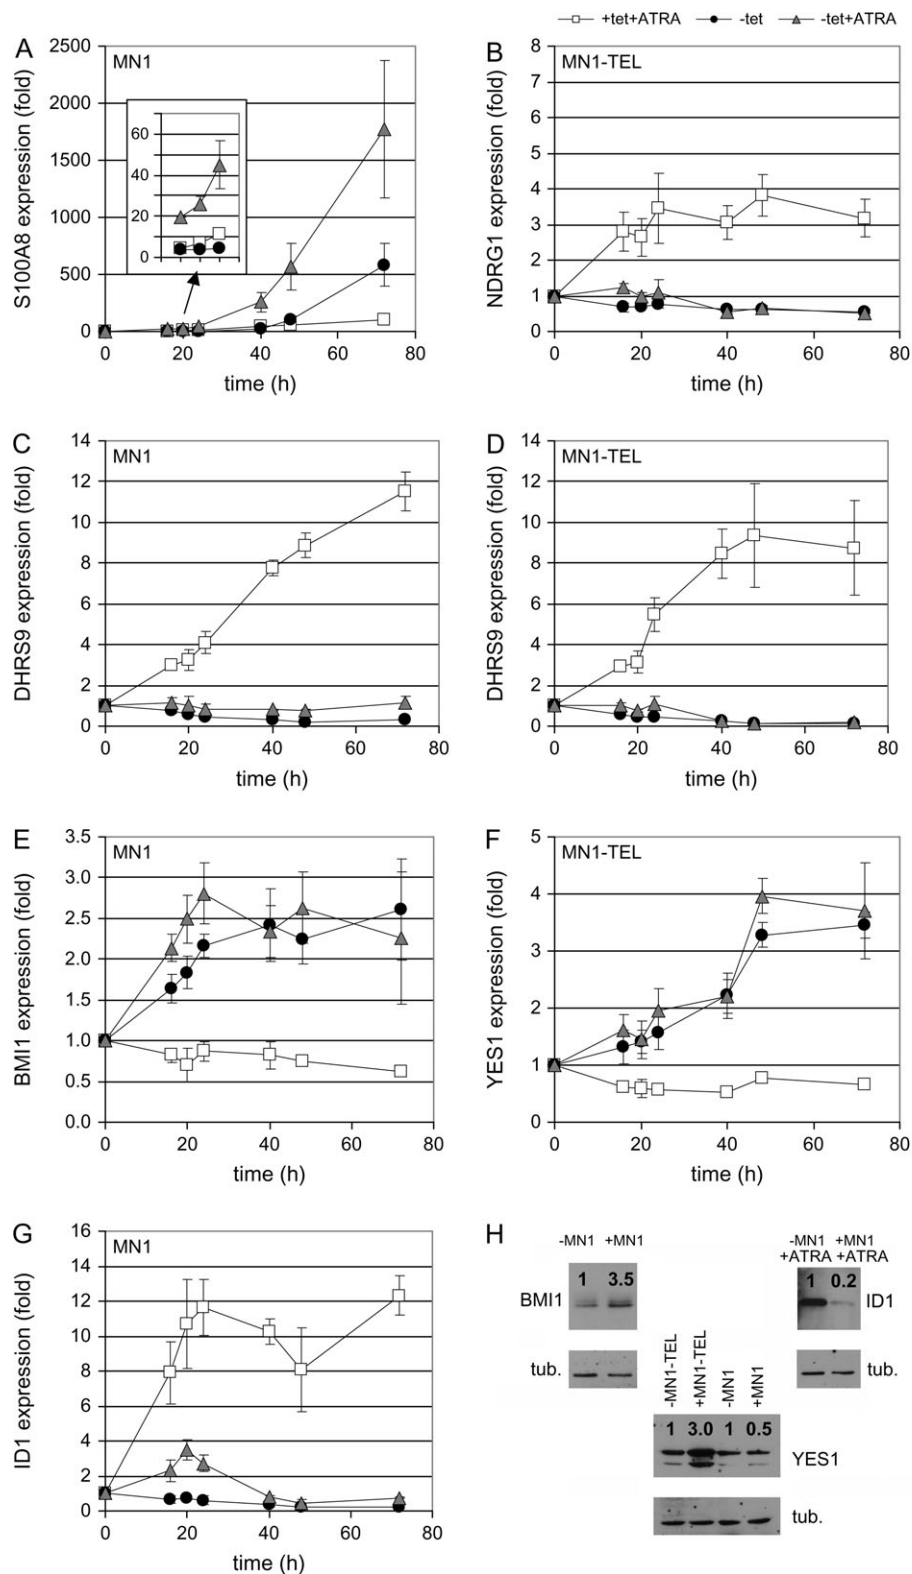 +tet+ATRA -tet -tet+ATRA
A
MN1
S100A8 expression (fold)
2500
2000
1500
1000
500
0
60
40
20
0
0 20 40 60 80
time (h)
B
MN1-TEL
NDRG1 expression (fold)
8
7
6
5
4
3
2
1
0
0 20 40 60 80
time (h)
C
MN1
DHRS9 expression (fold)
14
12
10
8
6
4
2
0
0 20 40 60 80
time (h)
D
MN1-TEL
DHRS9 expression (fold)
14
12
10
8
6
4
2
0
0 20 40 60 80
time (h)
E
MN1
BMI1 expression (fold)
3.5
3.0
2.5
2.0
1.5
1.0
0.5
0.0
0 20 40 60 80
time (h)
F
MN1-TEL
YES1 expression (fold)
5
4
3
2
1
0
0 20 40 60 80
time (h)
G
MN1
ID1 expression (fold)
16
14
12
10
8
6
4
2
0
0 20 40 60 80
time (h)
H
-MN1 +MN1
1 3.5
BMI1
tub.
-MN1 +MN1
+ATRA +ATRA
1 0.2
ID1
tub.
-MN1-TEL +MN1-TEL -MN1 +MN1
1 3.0 1 0.5
YES1
tub.